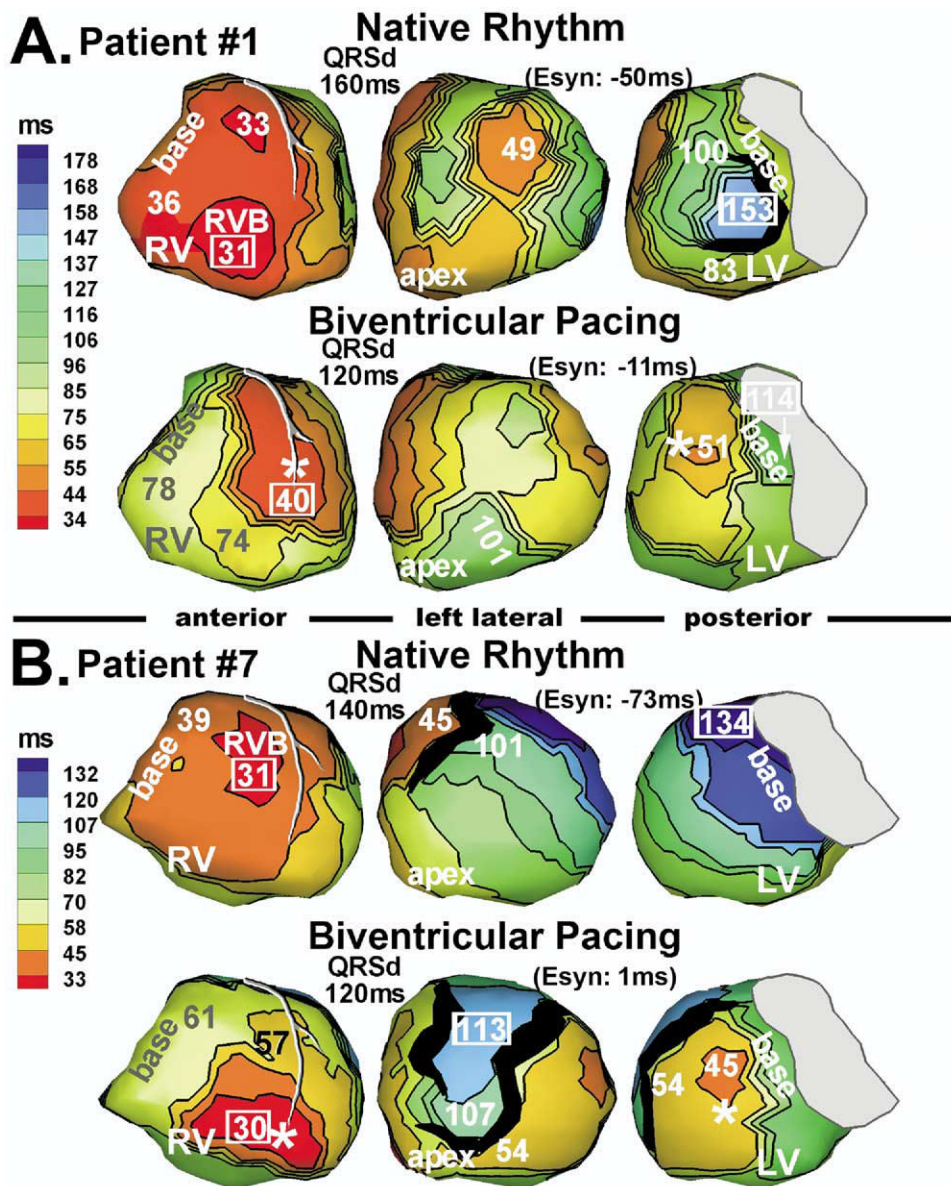 A. Patient #1
Native Rhythm
QRSd
160ms
(Esyn: -50ms)
ms
178
168
158
147
137
127
116
106
96
85
75
65
55
44
34
base
33
36
RV
RVB
31
49
apex
100
base
153
83 LV
Biventricular Pacing
QRSd
120ms
(Esyn: -11ms)
base
78
RV
74
*
40
101
apex
114
*51
base
LV
anterior
left lateral
posterior
B. Patient #7
Native Rhythm
QRSd
140ms
(Esyn: -73ms)
ms
132
120
107
95
82
70
58
45
33
39
base
RVB
31
RV
45
101
apex
134
base
LV
Biventricular Pacing
QRSd
120ms
(Esyn: 1ms)
base 61
57
30 *
RV
113
107
apex
54
54
45
*
base
LV